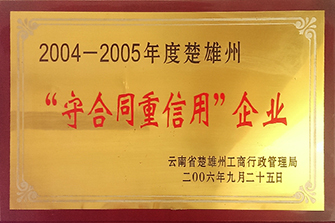 2004—2005年度楚雄州
“守合同重信用”企业
云南省楚雄州工商行政管理局
二00六年九月二十五日